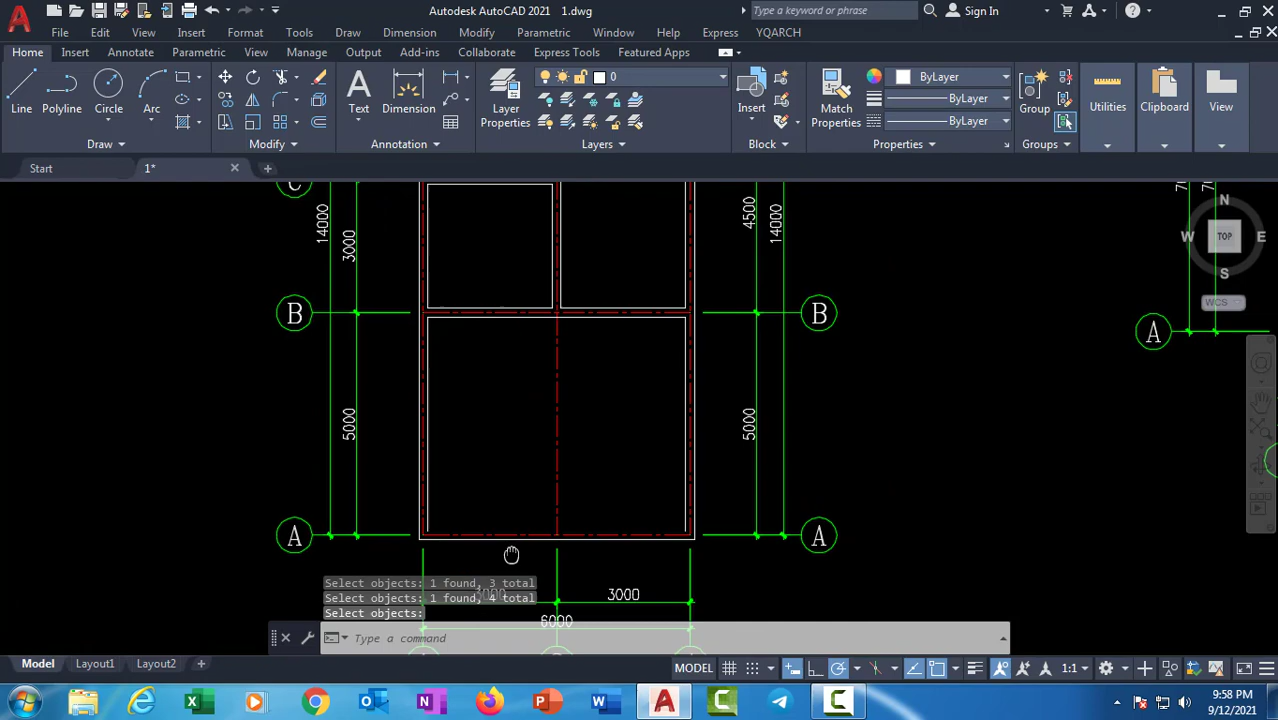 Autodesk AutoCAD 2021 1.dwg
Type a keyword or phrase
Sign In
File Edit View Insert Format Tools Draw Dimension Modify Parametric Window Help Express YQARCH
Home Insert Annotate Parametric View Manage Output Add-ins Collaborate Express Tools Featured Apps
Line Polyline Circle Arc
Text Dimension
Layer Properties
0
Insert
Match Properties
ByLayer
ByLayer
ByLayer
Group
Utilities
Clipboard
View
Draw Modify Annotation Layers Block Properties Groups
Start 1*
C
14000
3000
4500
14000
N
W TOP E
S
WCS
B
B
A
5000
5000
A
A
Select objects: 1 found, 3 total
Select objects: 1 found, 4 total
Select objects:
3000
3000
6000
Type a command
Model Layout1 Layout2
MODEL
1:1
9:58 PM
9/12/2021